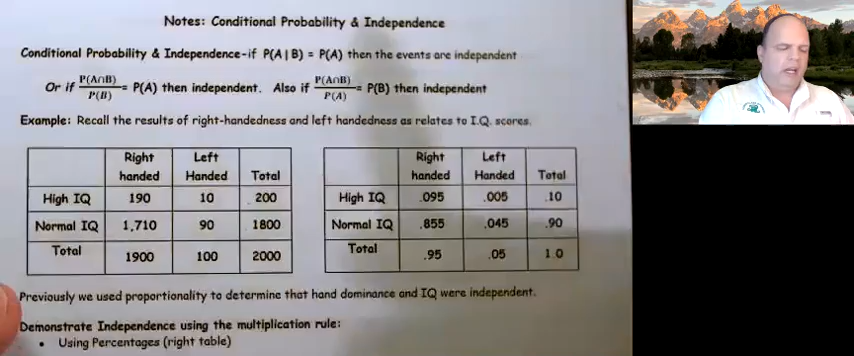 Notes: Conditional Probability & Independence
Conditional Probability & Independence-if P(A|B) = P(A) then the events are independent
Or if P(A∩B)/P(B) = P(A) then independent. Also if P(A∩B)/P(A) = P(B) then independent
Example: Recall the results of right-handedness and left handedness as relates to I.Q. scores.
Right handed Left Handed Total
High IQ 190 10 200
Normal IQ 1,710 90 1800
Total 1900 100 2000
Right handed Left Handed Total
High IQ .095 .005 .10
Normal IQ .855 .045 .90
Total .95 .05 1.0
Previously we used proportionality to determine that hand dominance and IQ were independent.
Demonstrate Independence using the multiplication rule:
• Using Percentages (right table)